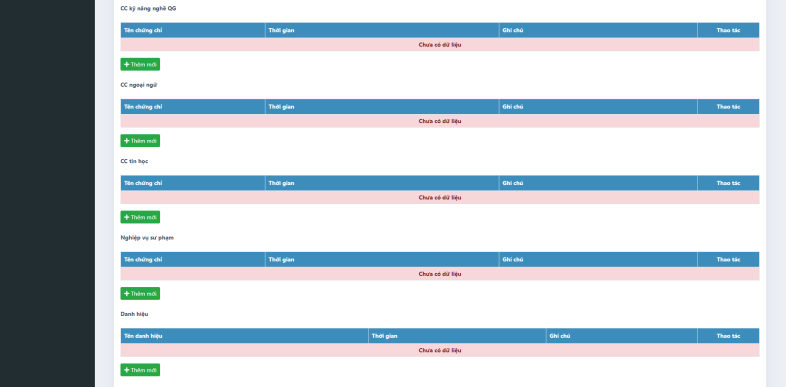 CC kỹ năng nghề QG
Tên chứng chỉ Thời gian Ghi chú Thao tác
Chưa có dữ liệu
+ Thêm mới
CC ngoại ngữ
Tên chứng chỉ Thời gian Ghi chú Thao tác
Chưa có dữ liệu
+ Thêm mới
CC tin học
Tên chứng chỉ Thời gian Ghi chú Thao tác
Chưa có dữ liệu
+ Thêm mới
Nghiệp vụ sư phạm
Tên chứng chỉ Thời gian Ghi chú Thao tác
Chưa có dữ liệu
+ Thêm mới
Danh hiệu
Tên danh hiệu Thời gian Ghi chú Thao tác
Chưa có dữ liệu
+ Thêm mới